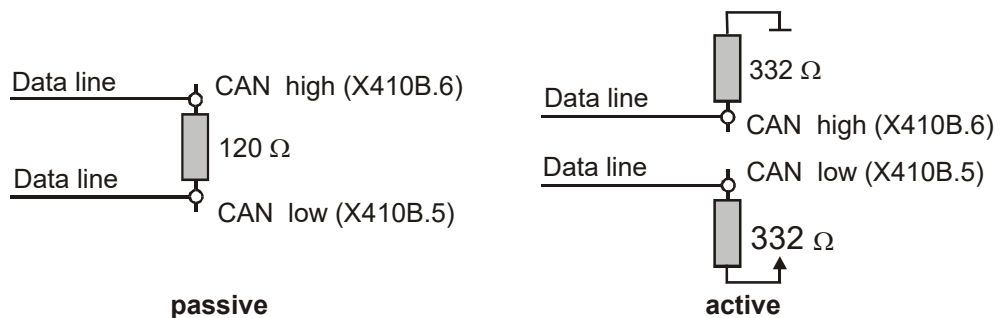 Data line
CAN high (X410B.6)
120 Ω
Data line
CAN low (X410B.5)
passive
332 Ω
Data line
CAN high (X410B.6)
Data line
CAN low (X410B.5)
332 Ω
active